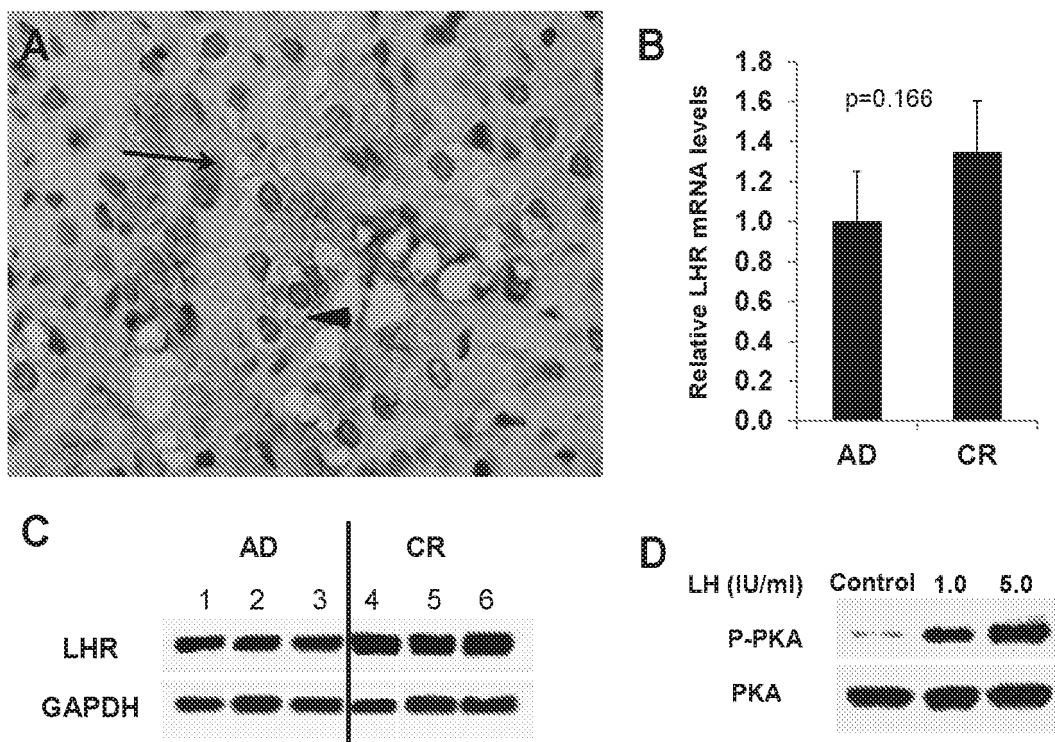 A
B
Relative LHR mRNA levels
1.8
1.6
1.4
1.2
1.0
0.8
0.6
0.4
0.2
0.0
p=0.166
AD CR
C
AD CR
1 2 3 4 5 6
LHR
GAPDH
D
LH (IU/ml) Control 1.0 5.0
P-PKA
PKA